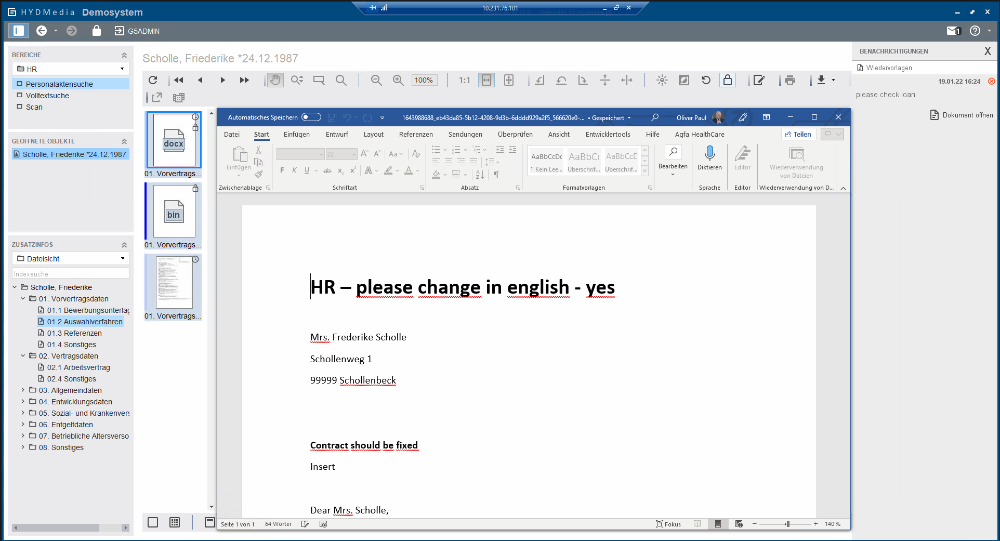 HYDMedia Demosystem
10.231.76.101
G5ADMIN
1
BEREICHE
HR
Personalaktensuche
Volltextsuche
Scan
GEÖFFNETE OBJEKTE
Scholle, Friederike *24.12.1987
ZUSATZINFOS
Dateisicht
Indexsuche
Scholle, Friederike
01. Vorvertragsdaten
01.1 Bewerbungsunterlag
01.2 Auswahlverfahren
01.3 Referenzen
01.4 Sonstiges
02. Vertragsdaten
02.1 Arbeitsvertrag
02.4 Sonstiges
03. Allgemeindaten
04. Entwicklungsdaten
05. Sozial- und Krankenvers
06. Entgeltdaten
07. Betriebliche Altersverso
08. Sonstiges
Scholle, Friederike *24.12.1987
100%
1:1
docx
01. Vorvertrags...
bin
01. Vorvertrags...
01. Vorvertrags...
Automatisches Speichern
1643988688_eb43da85-5b12-4208-9d3b-6dddd929a2f5_566620e0-... • Gespeichert
Oliver Paul
Datei Start Einfügen Entwurf Layout Referenzen Sendungen Überprüfen Ansicht Entwicklertools Hilfe Agfa HealthCare
Teilen
Einfügen
22
Aa
F K U ab x₂ x² A A
AaBbCcDc AaBbCc AaBbCcD
¶ Kein Lee... Überschrif... Überschrif...
Bearbeiten
Diktieren
Editor
Wiederverwendung
von Dateien
Zwischenablage Schriftart Absatz Formatvorlagen Sprache Editor Wiederverwendung von D...
HR – please change in english - yes
Mrs. Frederike Scholle
Schollenweg 1
99999 Schollenbeck
Contract should be fixed
Insert
Dear Mrs. Scholle,
Seite 1 von 1 64 Wörter
Fokus
140 %
BENACHRICHTIGUNGEN
X
Wiedervorlagen
19.01.22 16:24
please check loan
Dokument öffnen